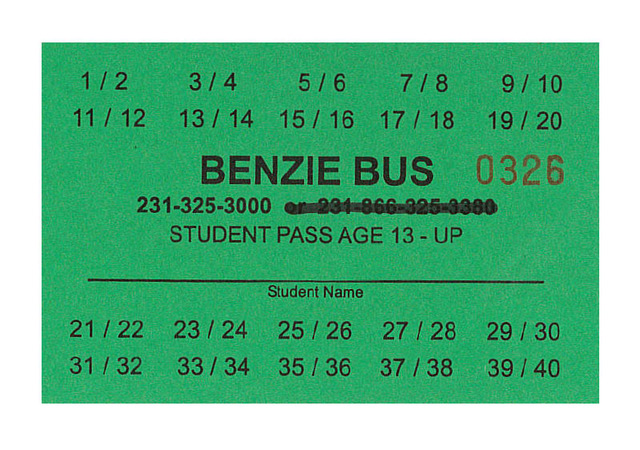 1 / 2 3 / 4 5 / 6 7 / 8 9 / 10
11 / 12 13 / 14 15 / 16 17 / 18 19 / 20
BENZIE BUS 0326
231-325-3000 or 231-866-325-3380
STUDENT PASS AGE 13 - UP
Student Name
21 / 22 23 / 24 25 / 26 27 / 28 29 / 30
31 / 32 33 / 34 35 / 36 37 / 38 39 / 40